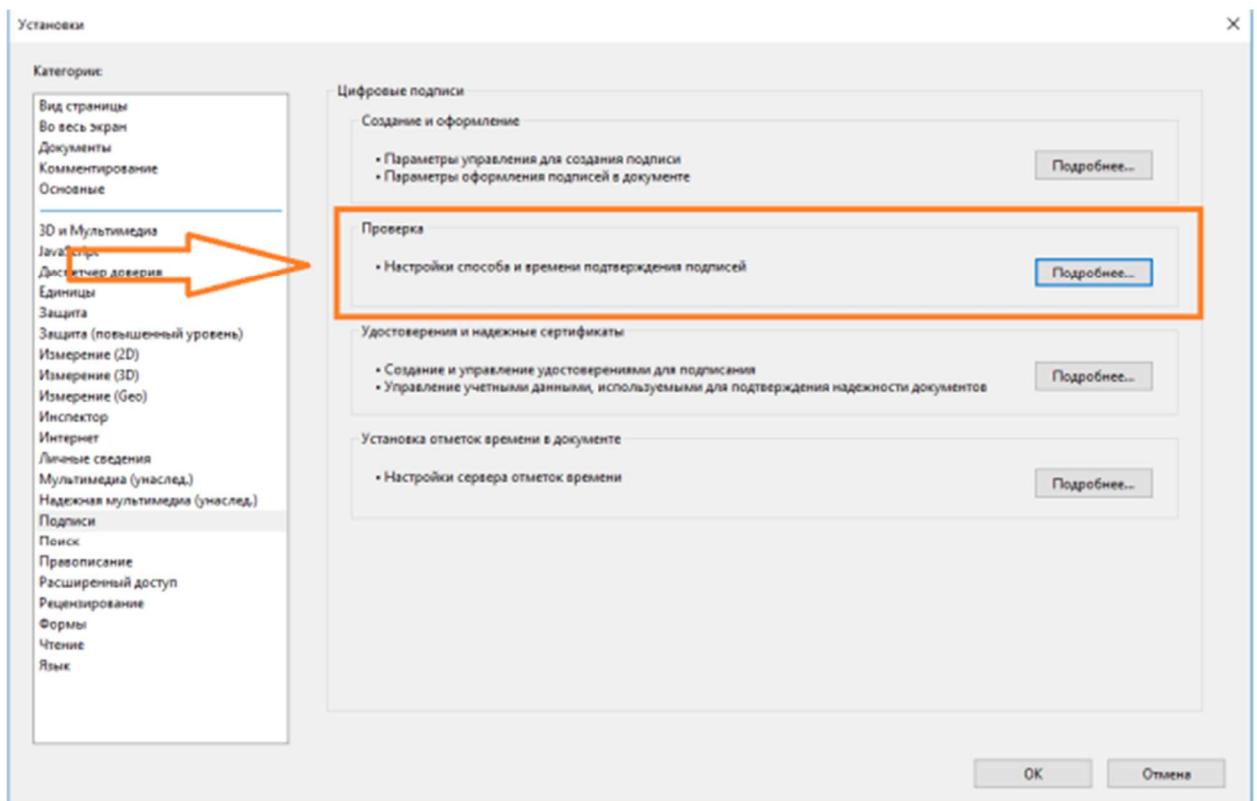 Установки
Категории:
Вид страницы
Во весь экран
Документы
Комментирование
Основные
3D и Мультимедиа
JavaScript
Диспетчер доверия
Единицы
Защита
Защита (повышенный уровень)
Измерение (2D)
Измерение (3D)
Измерение (Geo)
Инспектор
Интернет
Личные сведения
Мультимедиа (унаслед.)
Надежная мультимедиа (унаслед.)
Подписи
Поиск
Правописание
Расширенный доступ
Рецензирование
Формы
Чтение
Язык
Цифровые подписи
Создание и оформление
• Параметры управления для создания подписи
• Параметры оформления подписей в документе
Подробнее...
Проверка
• Настройки способа и времени подтверждения подписей
Подробнее...
Удостоверения и надежные сертификаты
• Создание и управление удостоверениями для подписания
• Управление учетными данными, используемыми для подтверждения надежности документов
Подробнее...
Установка отметок времени в документе
• Настройки сервера отметок времени
Подробнее...
OK
Отмена